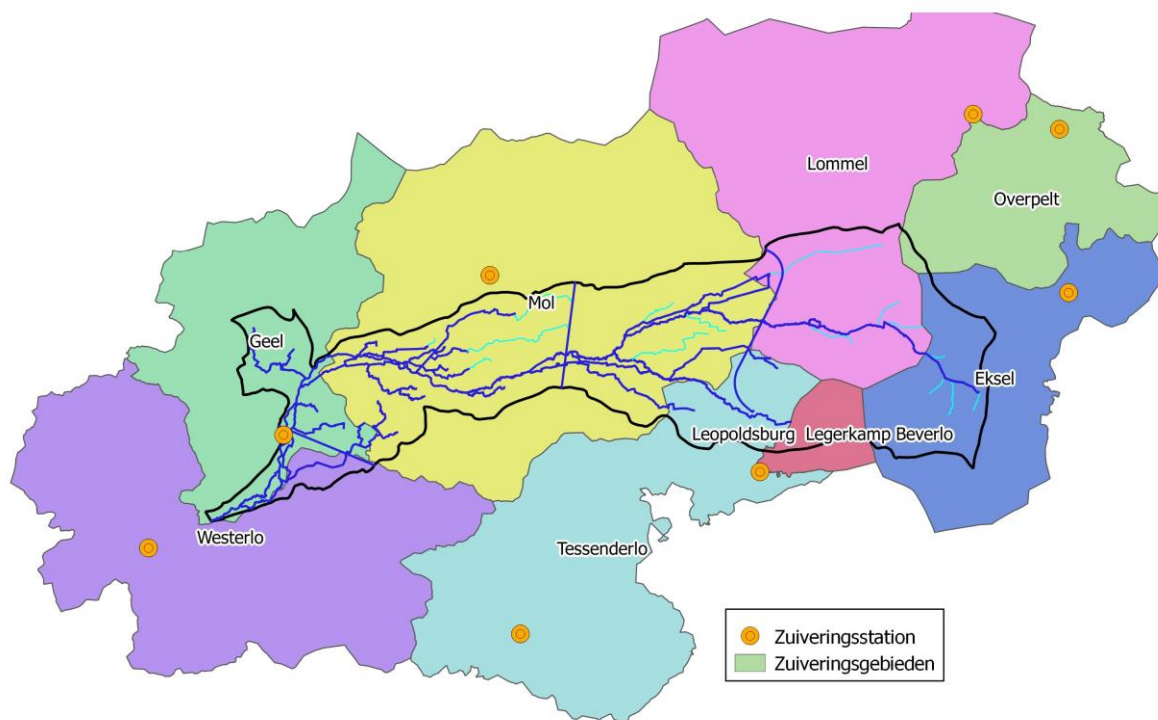 Lommel
Overpelt
Mol
Geel
Eksel
Leopoldsburg
Legerkamp Beverlo
Westerlo
Tessenderlo
Zuiveringsstation
Zuiveringsgebieden